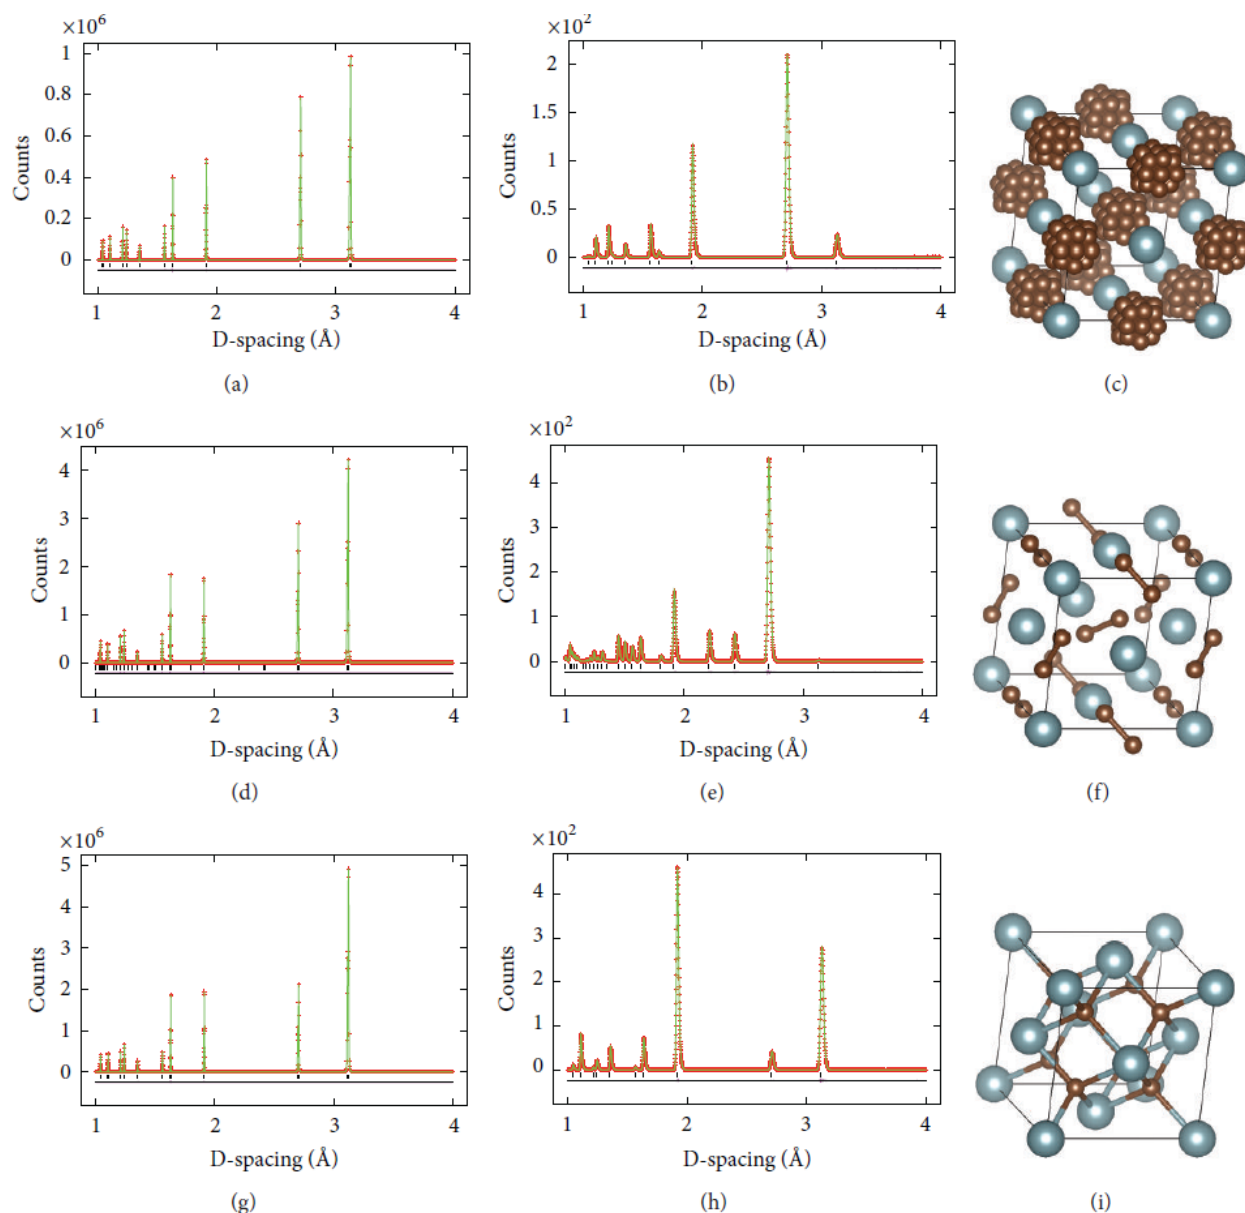 ×10⁶
1
0.8
0.6
0.4
0.2
0
Counts
1 2 3 4
D-spacing (Å)
(a)
×10²
2
1.5
1
0.5
0
Counts
1 2 3 4
D-spacing (Å)
(b)
(c)
×10⁶
4
3
2
1
0
Counts
1 2 3 4
D-spacing (Å)
(d)
×10²
4
3
2
1
0
Counts
1 2 3 4
D-spacing (Å)
(e)
(f)
×10⁶
5
4
3
2
1
0
Counts
1 2 3 4
D-spacing (Å)
(g)
×10²
4
3
2
1
0
Counts
1 2 3 4
D-spacing (Å)
(h)
(i)